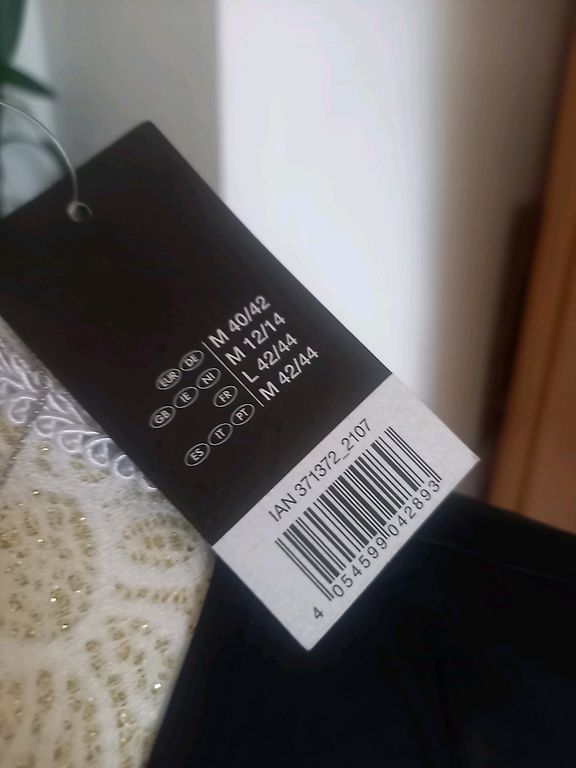 EUR DE M 40/42
GB IE NI M 12/14
FR L 42/44
ES IT PT M 42/44
IAN 371372_2107
4 054599 042893